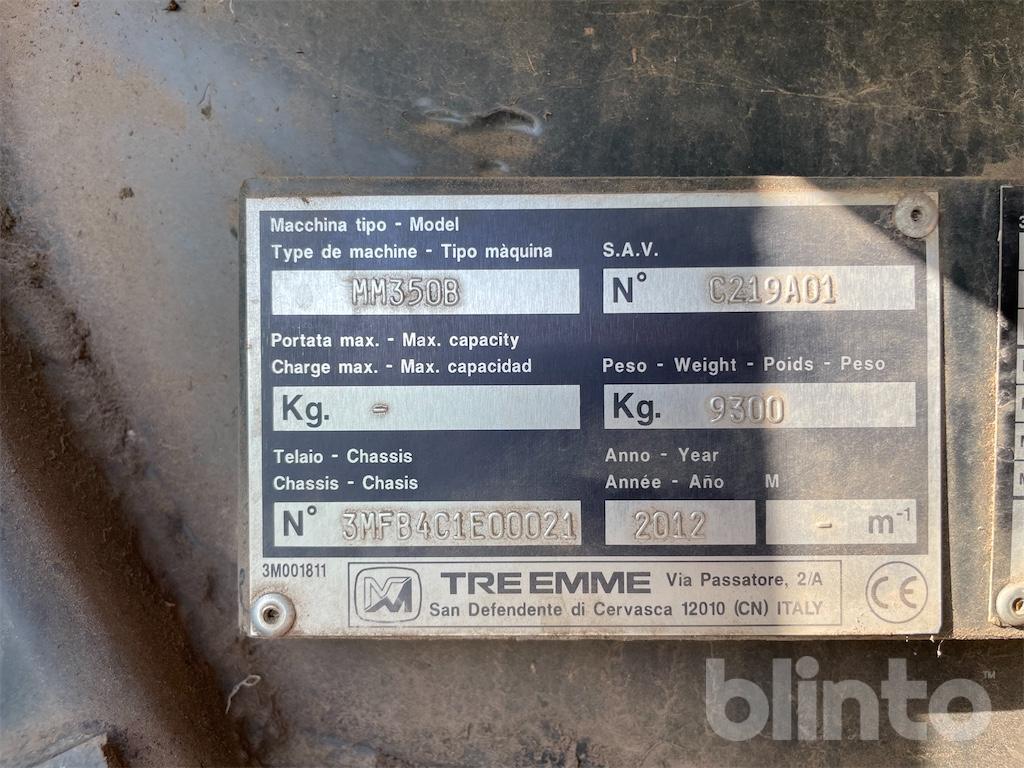 Macchina tipo - Model
Type de machine - Tipo màquina
MM350B
S.A.V.
N° C219A01
Portata max. - Max. capacity
Charge max. - Max. capacidad
Kg. -
Peso - Weight - Poids - Peso
Kg. 9300
Telaio - Chassis
Chassis - Chasis
N° 3MFB4C1E00021
Anno - Year
Année - Año M
2012 - m⁻¹
3M001811
TRE EMME Via Passatore, 2/A
San Defendente di Cervasca 12010 (CN) ITALY
CE
blinto™